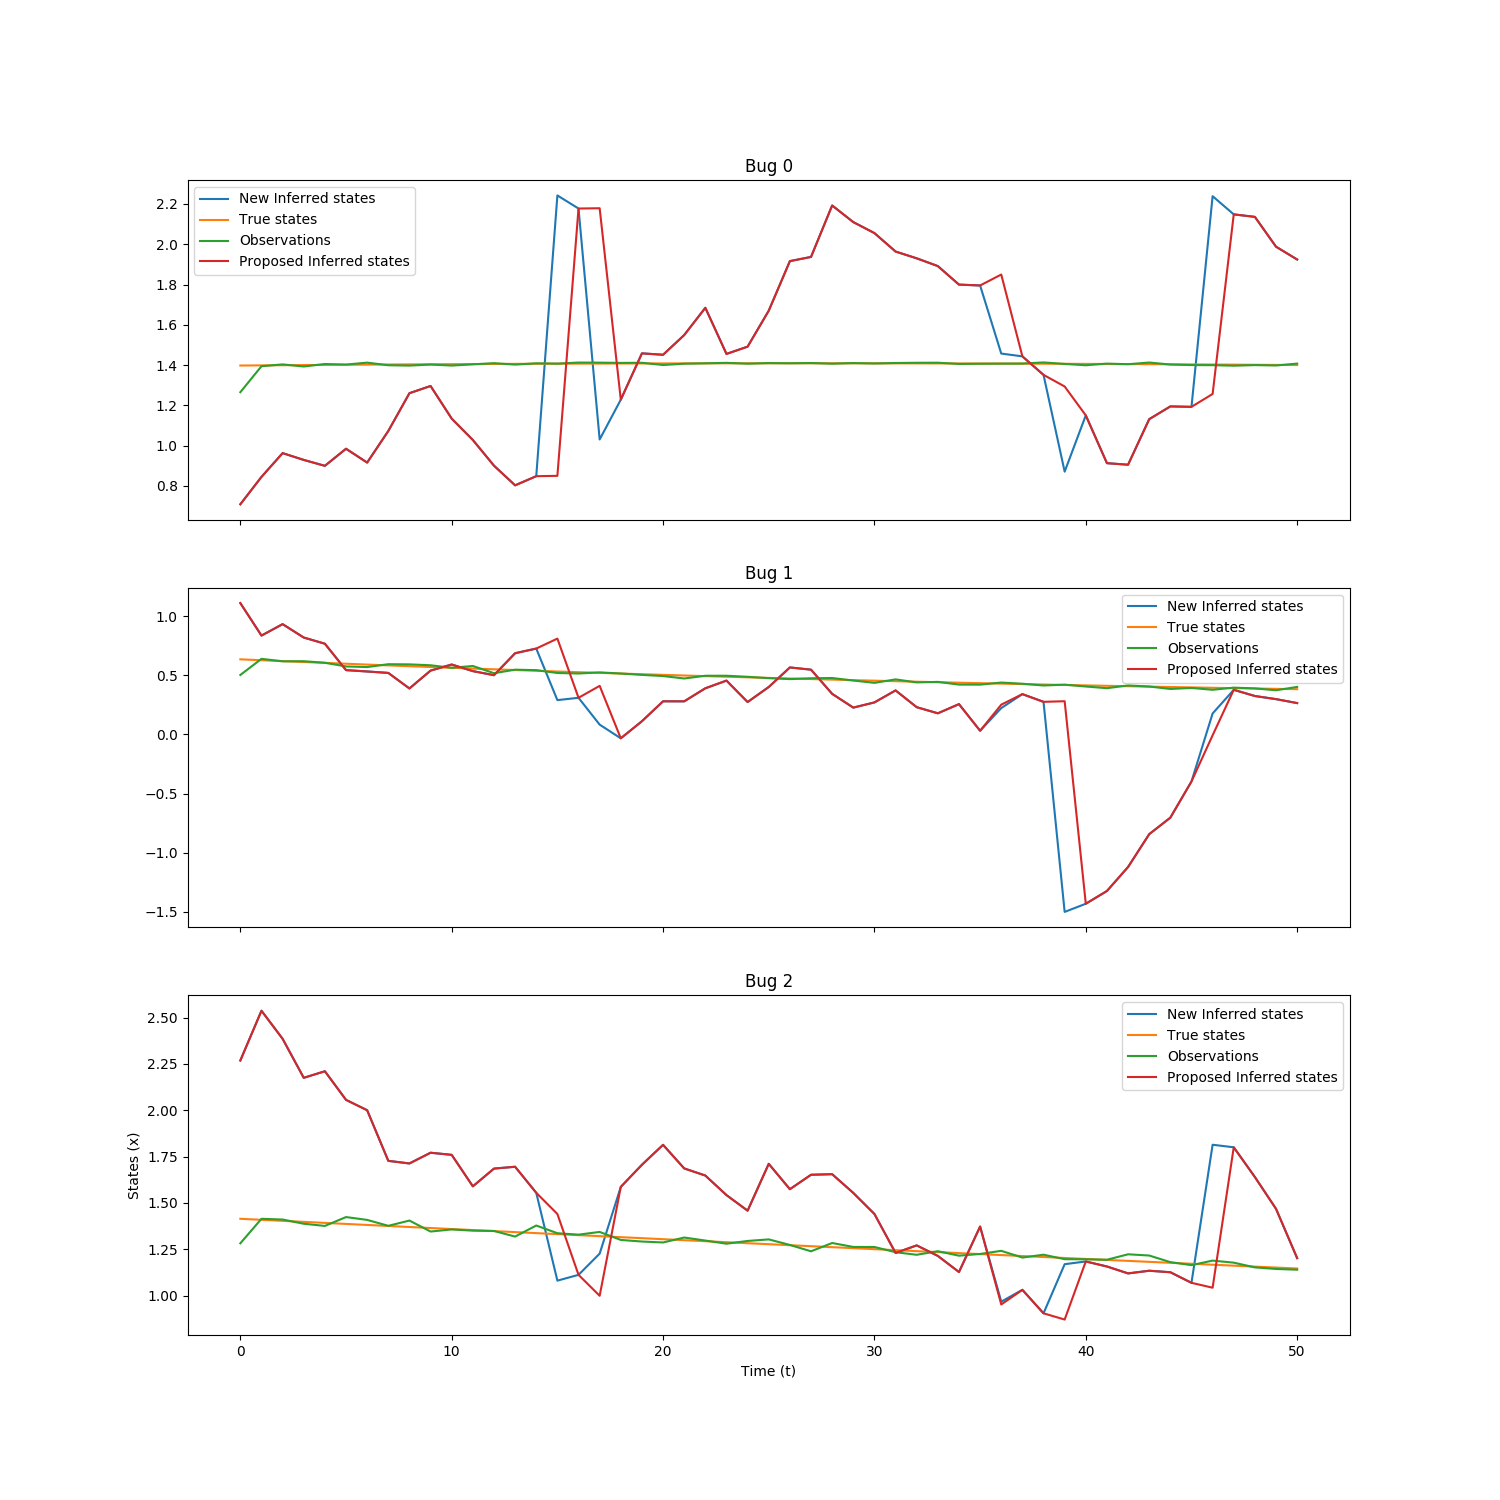 Bug 0
New Inferred states
True states
Observations
Proposed Inferred states
2.2
2.0
1.8
1.6
1.4
1.2
1.0
0.8
Bug 1
New Inferred states
True states
Observations
Proposed Inferred states
1.0
0.5
0.0
−0.5
−1.0
−1.5
Bug 2
New Inferred states
True states
Observations
Proposed Inferred states
2.50
2.25
2.00
1.75
1.50
1.25
1.00
States (x)
0 10 20 30 40 50
Time (t)